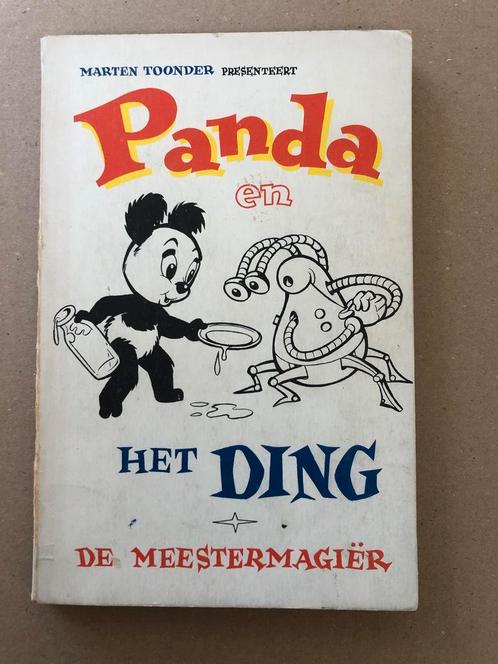 MARTEN TOONDER PRESENTEERT
Panda
en
HET DING
DE MEESTERMAGIËR